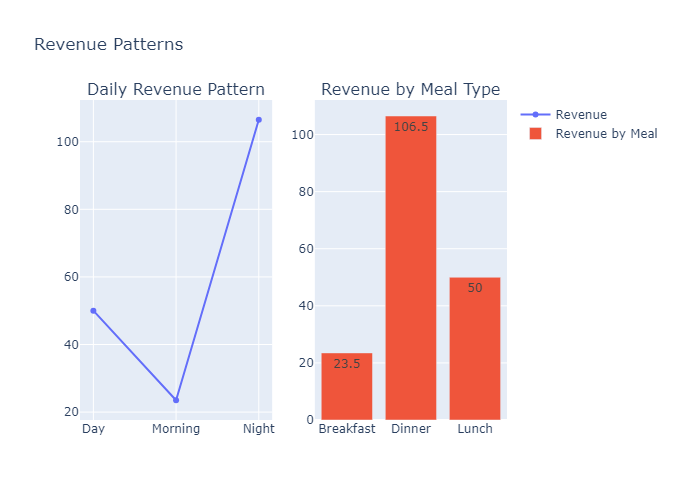 Revenue Patterns
Daily Revenue Pattern
100
80
60
40
20
Day Morning Night
Revenue by Meal Type
100
80
60
40
20
0
23.5
106.5
50
Breakfast Dinner Lunch
Revenue
Revenue by Meal